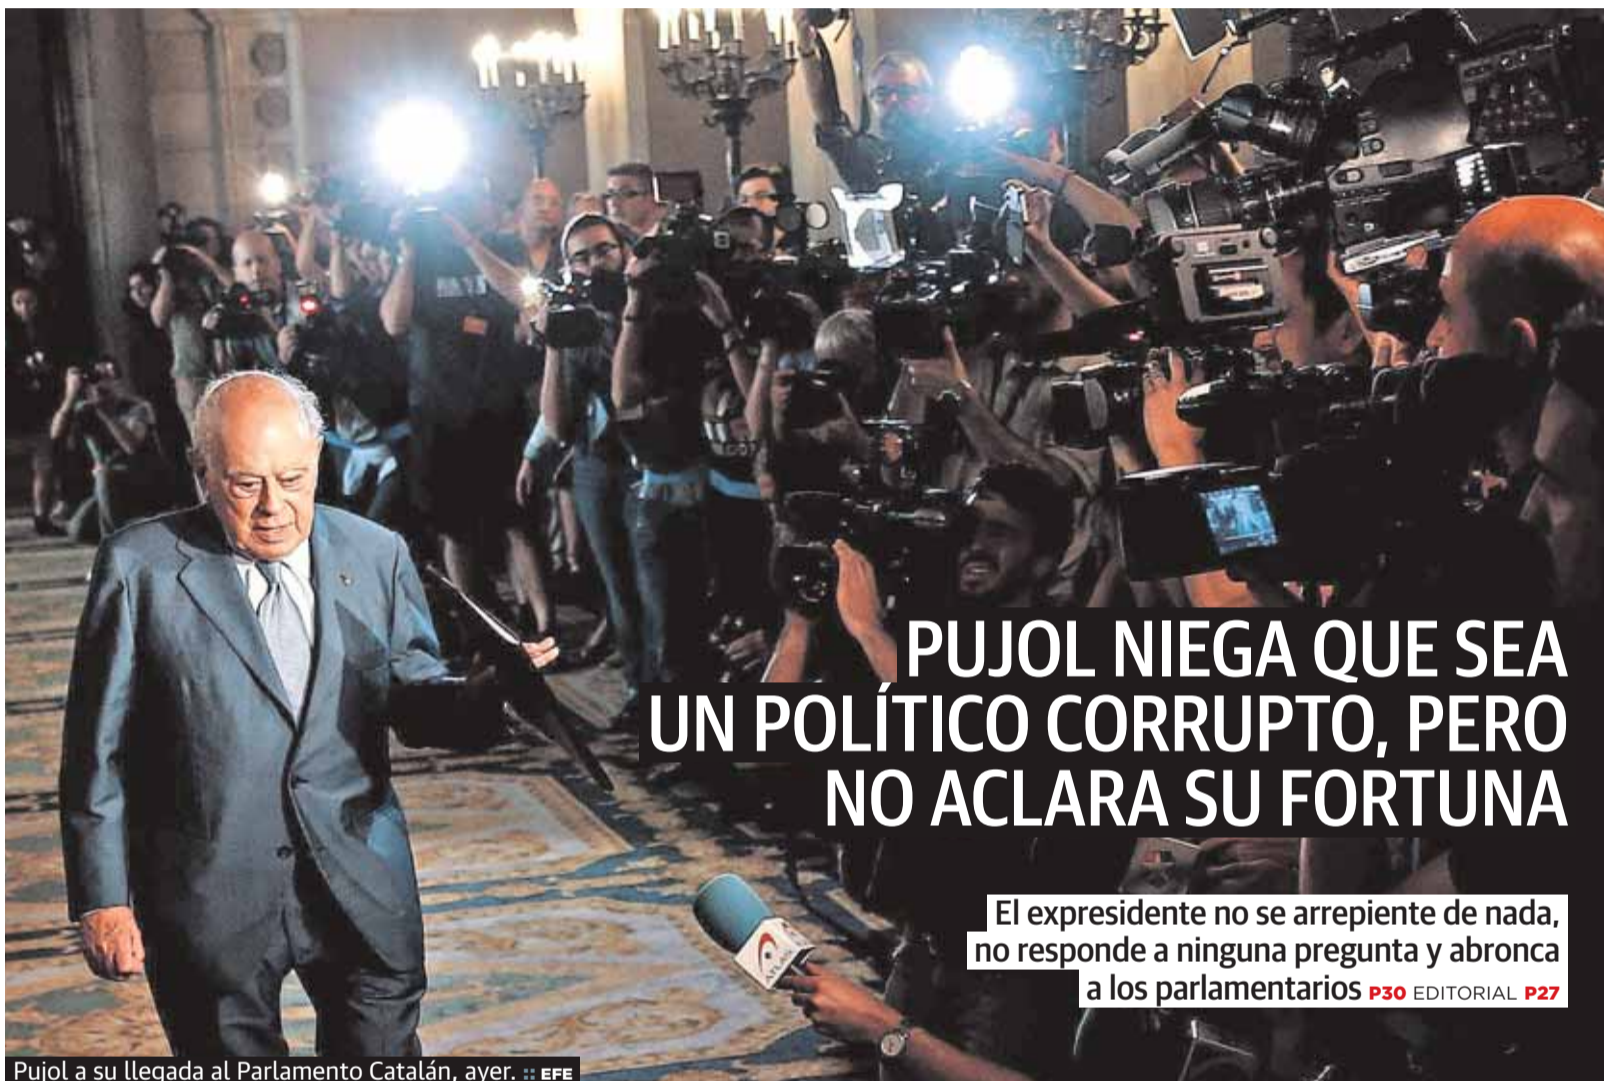 PUJOL NIEGA QUE SEA
UN POLÍTICO CORRUPTO, PERO
NO ACLARA SU FORTUNA
El expresidente no se arrepiente de nada,
no responde a ninguna pregunta y abronca
a los parlamentarios P30 EDITORIAL P27
ATLAS
Pujol a su llegada al Parlamento Catalán, ayer. :: EFE